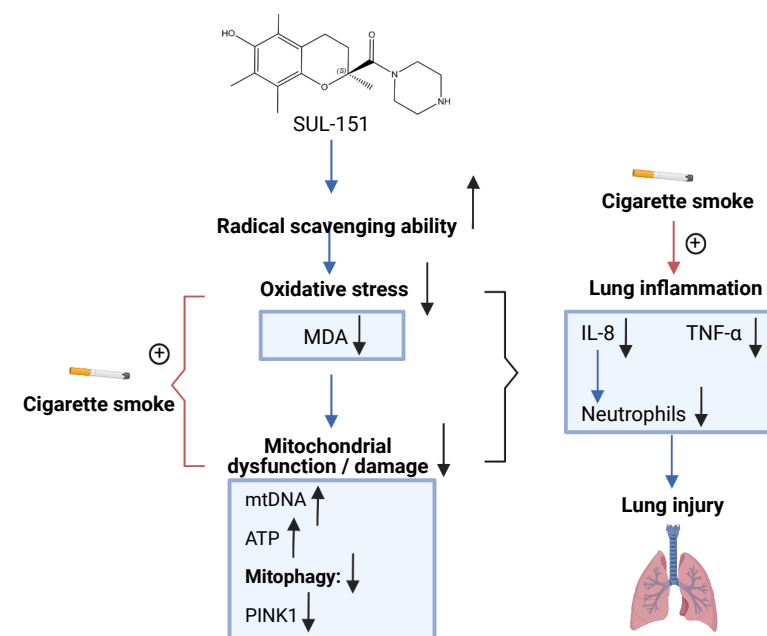 HO
O
(S)
O
N
NH
SUL-151
Radical scavenging ability
Oxidative stress
MDA
+
Cigarette smoke
Mitochondrial
dysfunction / damage
mtDNA
ATP
Mitophagy:
PINK1
Cigarette smoke
+
Lung inflammation
IL-8 TNF-α
Neutrophils
Lung injury